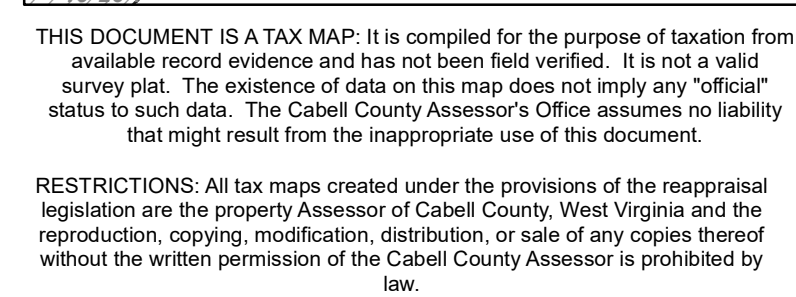 THIS DOCUMENT IS A TAX MAP: It is compiled for the purpose of taxation from
available record evidence and has not been field verified.  It is not a valid
survey plat.  The existence of data on this map does not imply any "official"
status to such data.  The Cabell County Assessor's Office assumes no liability
that might result from the inappropriate use of this document.

RESTRICTIONS: All tax maps created under the provisions of the reappraisal
legislation are the property Assessor of Cabell County, West Virginia and the
reproduction, copying, modification, distribution, or sale of any copies thereof
without the written permission of the Cabell County Assessor is prohibited by
law.